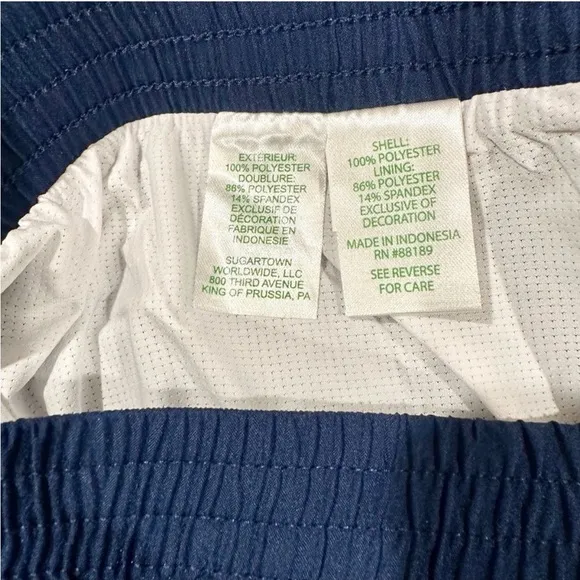 EXTÉRIEUR:
100% POLYESTER
DOUBLURE:
86% POLYESTER
14% SPANDEX
EXCLUSIF DE
DÉCORATION
FABRIQUE EN
INDONESIE
SUGARTOWN
WORLDWIDE, LLC
800 THIRD AVENUE
KING OF PRUSSIA, PA
SHELL:
100% POLYESTER
LINING:
86% POLYESTER
14% SPANDEX
EXCLUSIVE OF
DECORATION
MADE IN INDONESIA
RN #88189
SEE REVERSE
FOR CARE